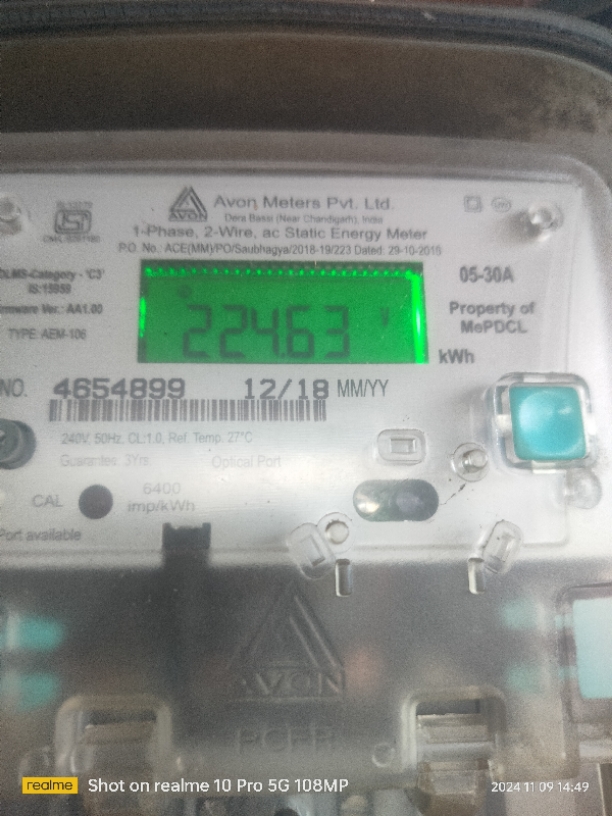 Avon Meters Pvt. Ltd.
AVON
Dera Bassi (Near Chandigarh), India
1-Phase, 2-Wire, ac Static Energy Meter
P.O. No.: ACE(MM)/PO/Saubhagya/2018-19/223 Dated: 29-10-2015
DLMS-Category - 'C3'
IS:15959
Firmware Ver.: AA1.00
TYPE: AEM-106
224.63
05-30A
Property of
MePDCL
kWh
NO. 4654899 12/18 MM/YY
240V, 50Hz, CL:1.0, Ref. Temp. 27°C
Guarantee: 3Yrs Optical Port
CAL 6400
imp/kWh
Port available
AVON
realme Shot on realme 10 Pro 5G 108MP 2024 11 09 14:49